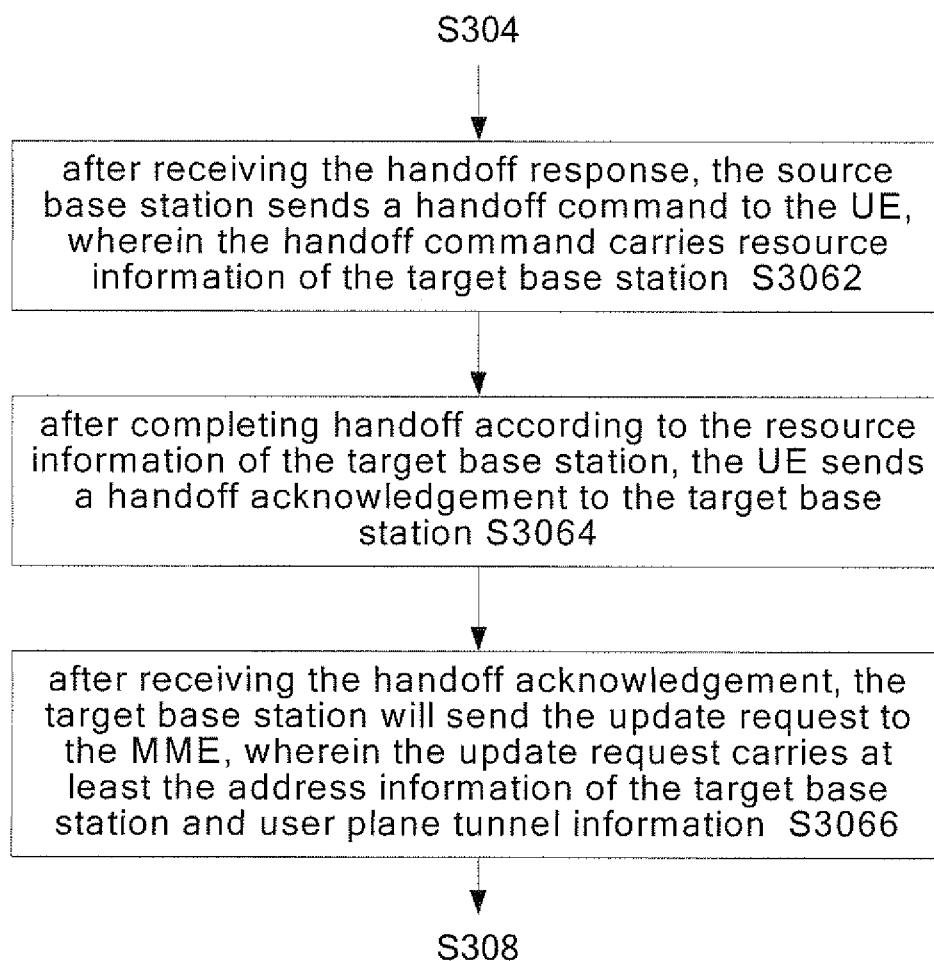 S304
after receiving the handoff response, the source
base station sends a handoff command to the UE,
wherein the handoff command carries resource
information of the target base station S3062
after completing handoff according to the resource
information of the target base station, the UE sends
a handoff acknowledgement to the target base
station S3064
after receiving the handoff acknowledgement, the
target base station will send the update request to
the MME, wherein the update request carries at
least the address information of the target base
station and user plane tunnel information S3066
S308